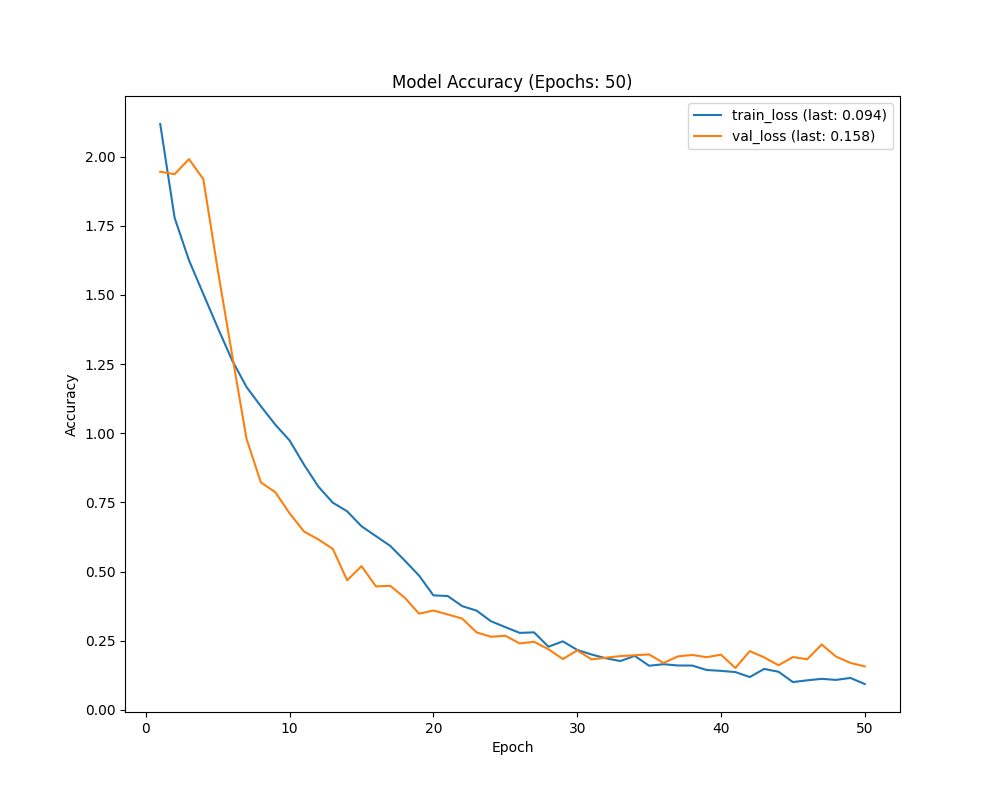 Model Accuracy (Epochs: 50)
train_loss (last: 0.094)
val_loss (last: 0.158)
2.00
1.75
1.50
1.25
1.00
0.75
0.50
0.25
0.00
Accuracy
0 10 20 30 40 50
Epoch